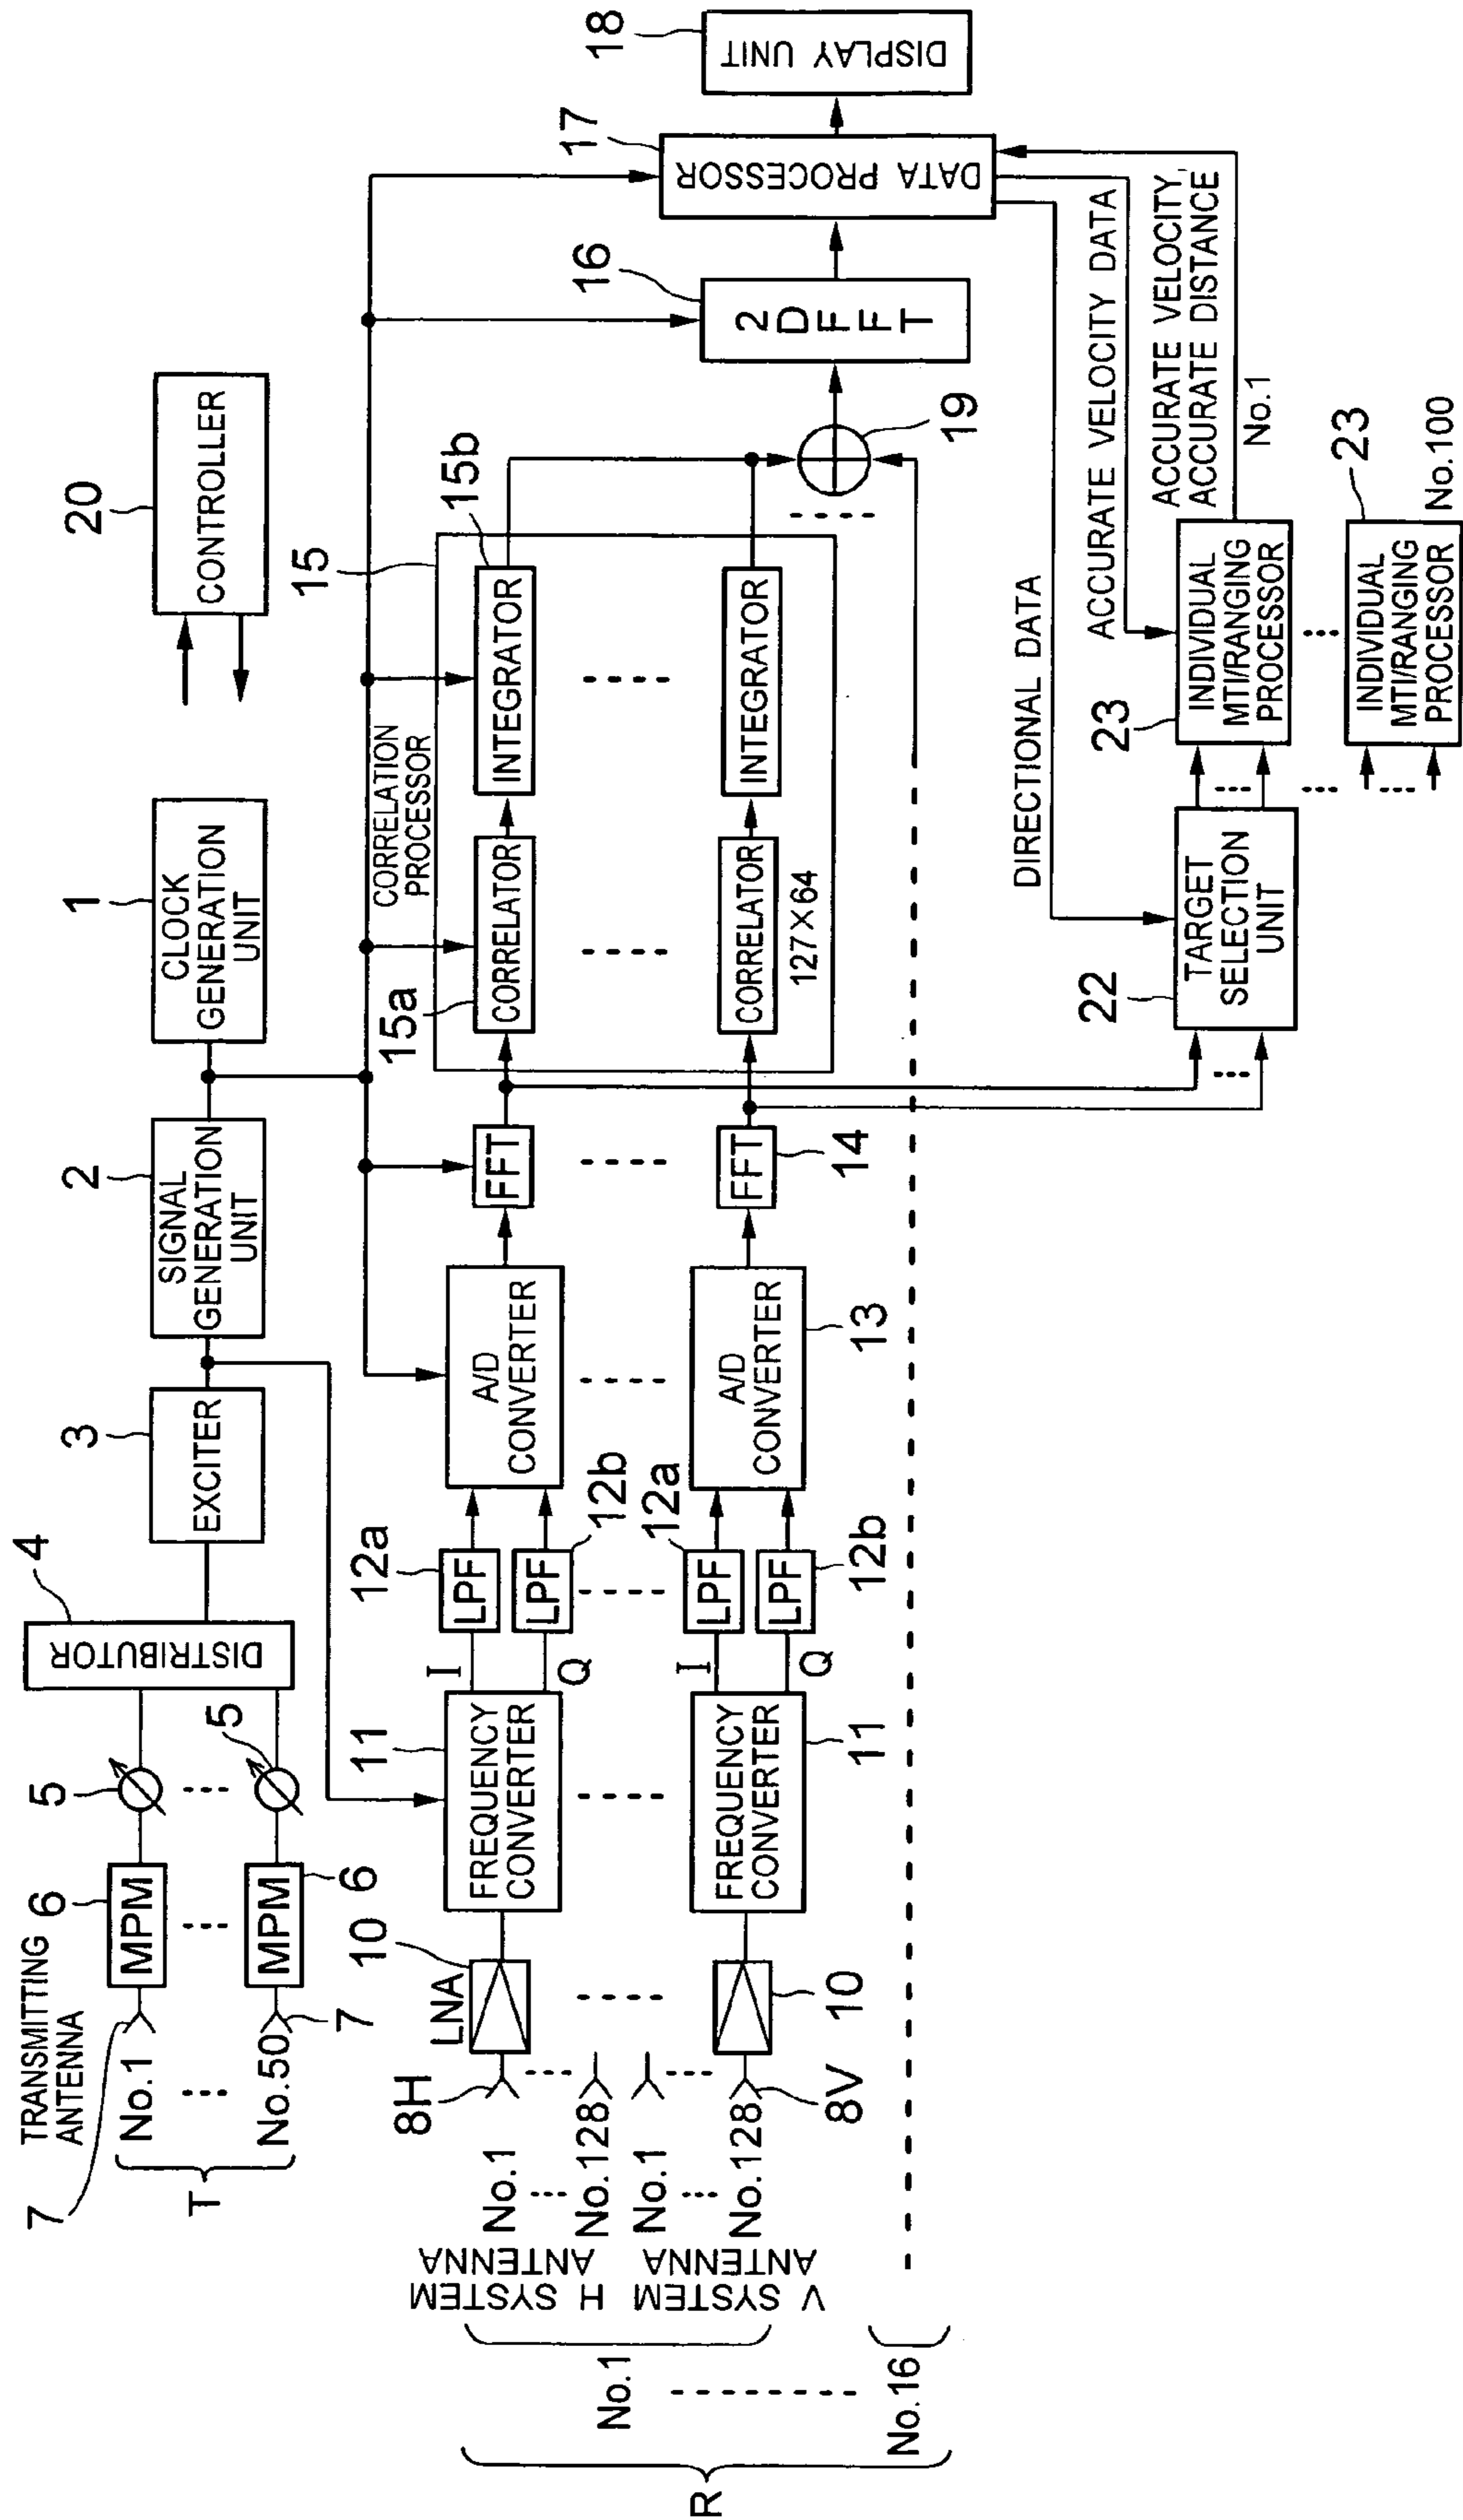 TRANSMITTING
ANTENNA
7
No.1
No.50
7
T
6
MPM
MPM
6
5
5
4
DISTRIBUTOR
3
EXCITER
2
SIGNAL
GENERATION
UNIT
1
CLOCK
GENERATION
UNIT
20
CONTROLLER
R
No.1
No.16
H SYSTEM
ANTENNA
V SYSTEM
ANTENNA
No.1
No.128
No.1
No.128
8H
8V
LNA
10
10
11
FREQUENCY
CONVERTER
FREQUENCY
CONVERTER
11
I
Q
I
Q
12a
LPF
LPF
12b
12a
LPF
LPF
12b
A/D
CONVERTER
A/D
CONVERTER
13
FFT
FFT
14
15
CORRELATION
PROCESSOR
15a
CORRELATOR
CORRELATOR
127×64
15b
INTEGRATOR
INTEGRATOR
19
16
2
D
F
F
T
17
DATA PROCESSOR
18
DISPLAY UNIT
DIRECTIONAL DATA
ACCURATE VELOCITY DATA
ACCURATE VELOCITY,
ACCURATE DISTANCE
22
TARGET
SELECTION
UNIT
23
INDIVIDUAL
MTI/RANGING
PROCESSOR
No.1
23
INDIVIDUAL
MTI/RANGING
PROCESSOR
No.100